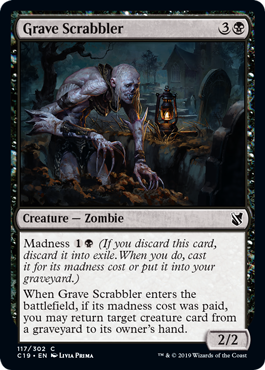 Grave Scrabbler 3
Creature — Zombie
Madness 1 (If you discard this card,
discard it into exile. When you do, cast
it for its madness cost or put it into your
graveyard.)
When Grave Scrabbler enters the
battlefield, if its madness cost was paid,
you may return target creature card from
a graveyard to its owner's hand.
2/2
117/302 C
C19 • EN Livia Prima
™ & © 2019 Wizards of the Coast